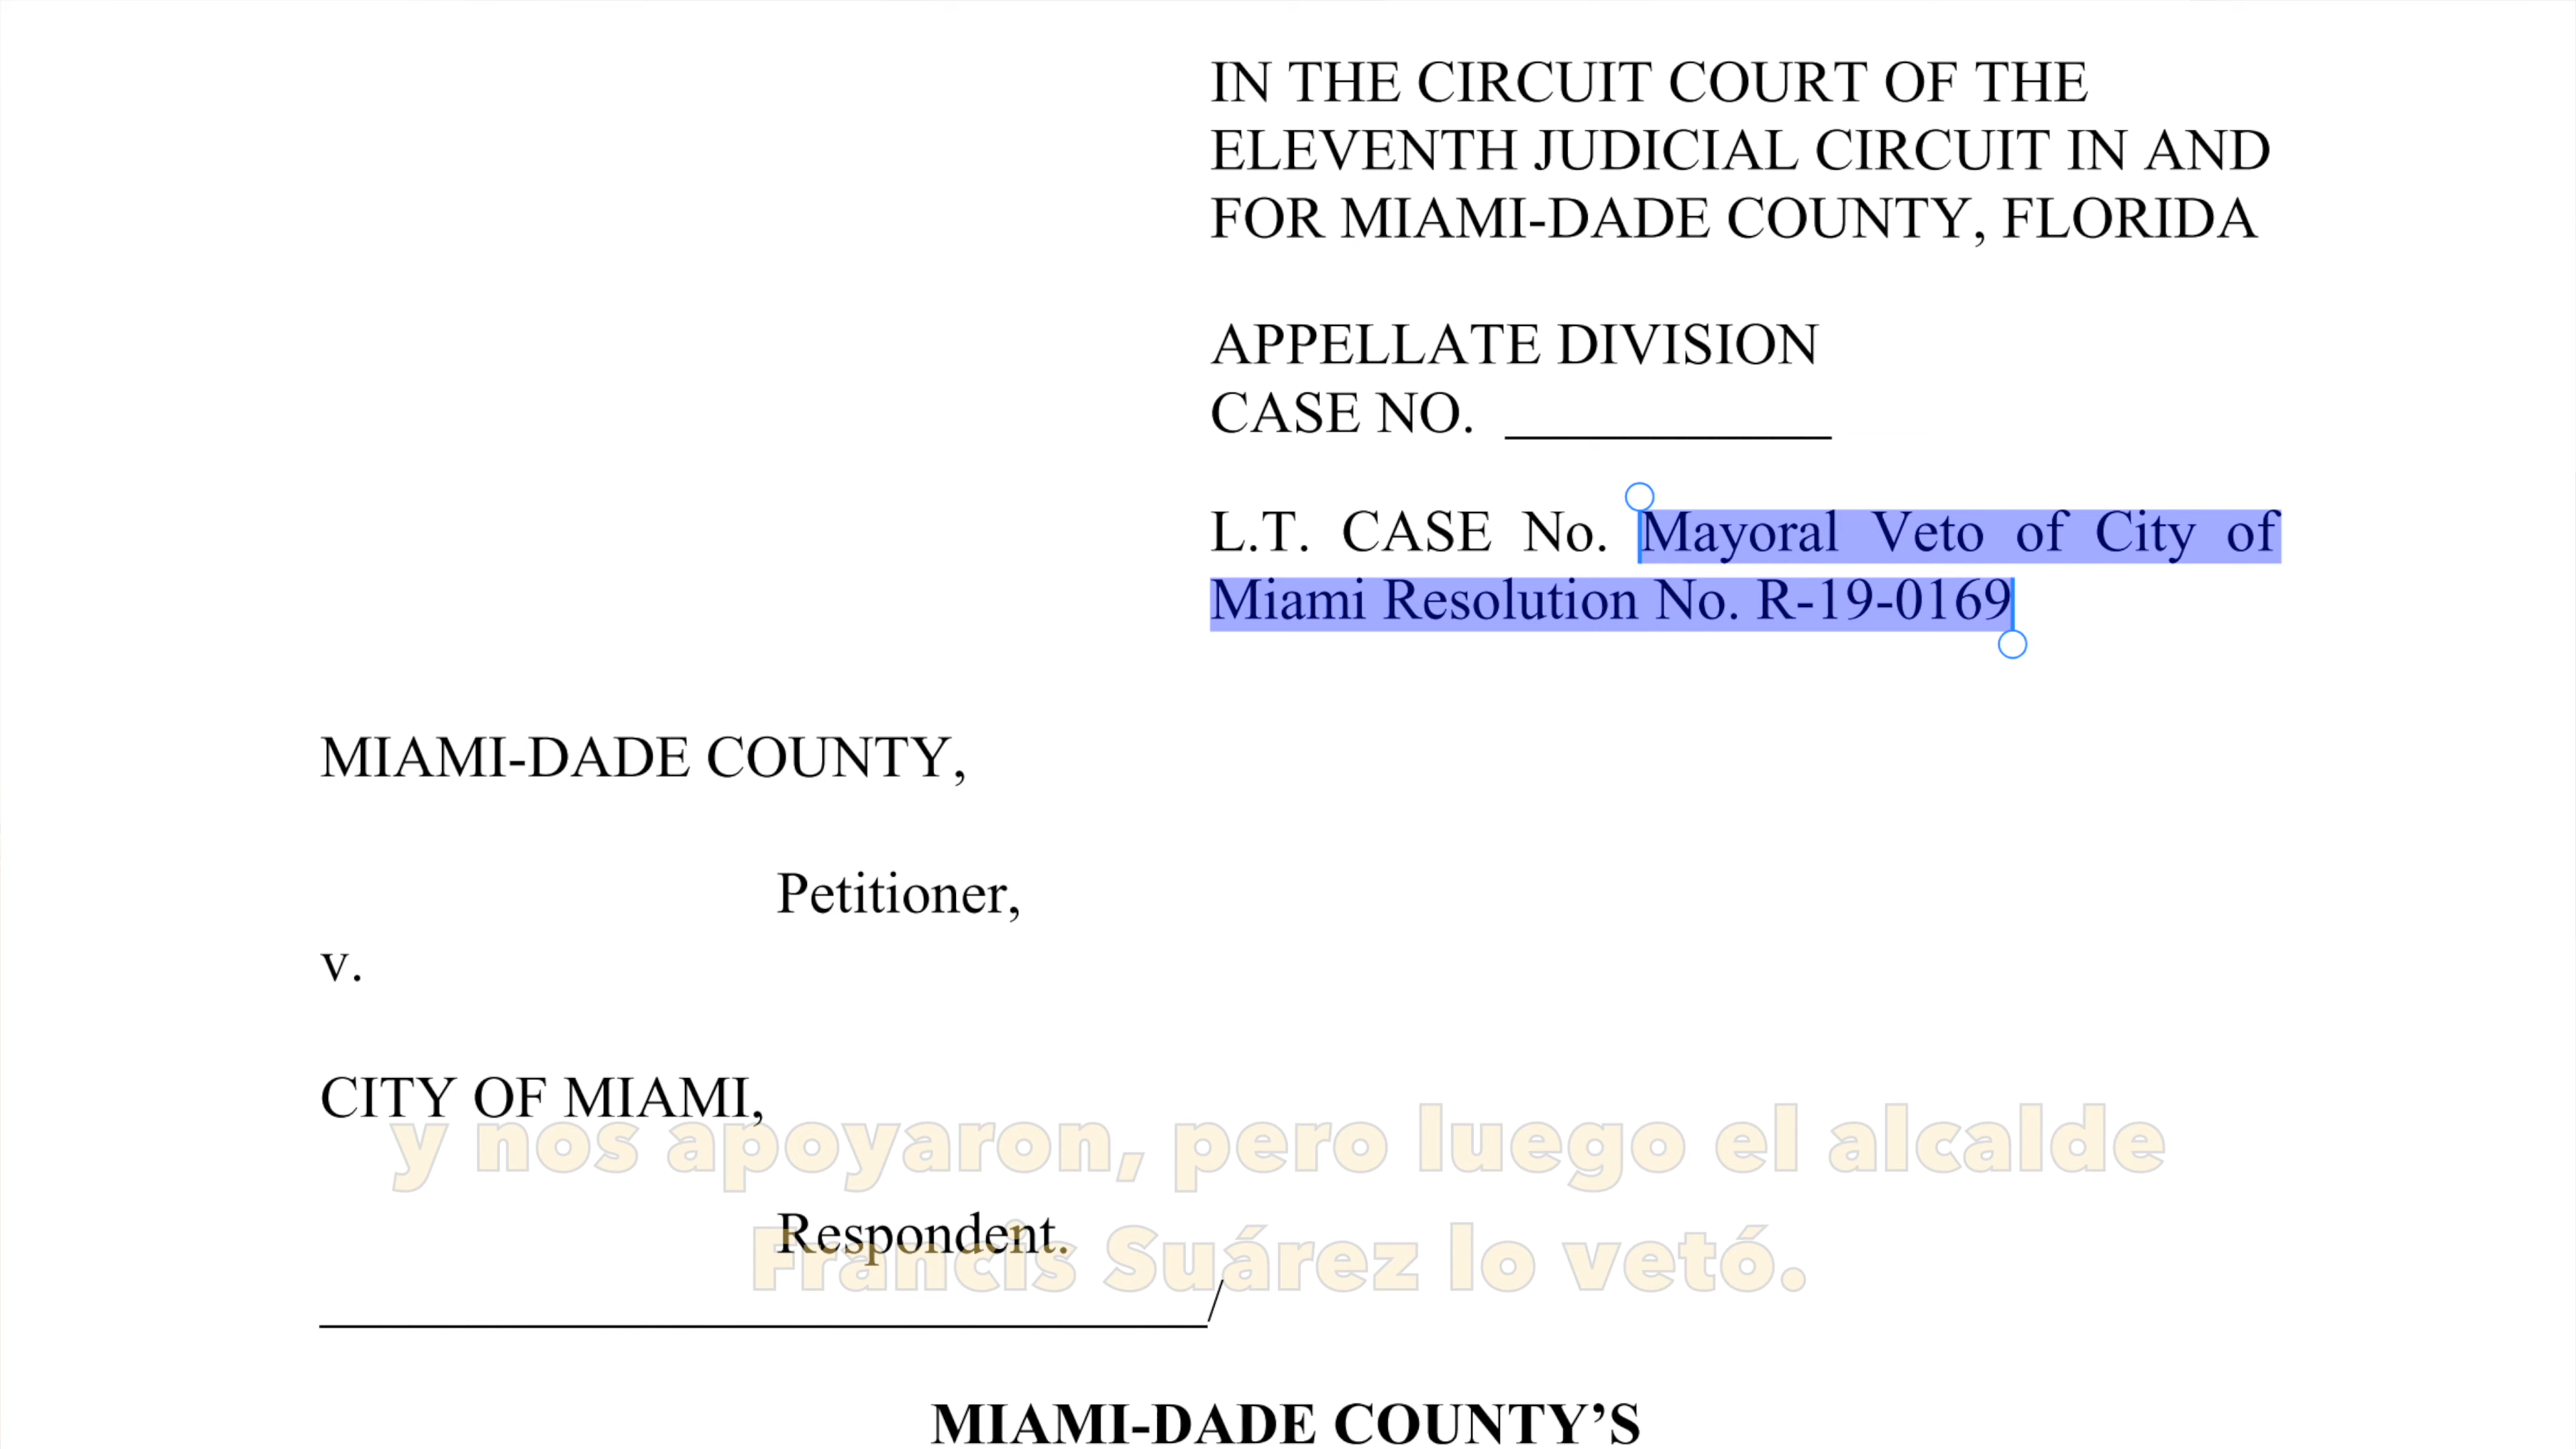 IN THE CIRCUIT COURT OF THE
ELEVENTH JUDICIAL CIRCUIT IN AND
FOR MIAMI-DADE COUNTY, FLORIDA
APPELLATE DIVISION
CASE NO. ____________
L.T. CASE No. Mayoral Veto of City of
Miami Resolution No. R-19-0169
MIAMI-DADE COUNTY,
Petitioner,
v.
CITY OF MIAMI,
y nos apoyaron, pero luego el alcalde
Respondent.
Francis Suárez lo vetó.
______________________________/
MIAMI-DADE COUNTY’S